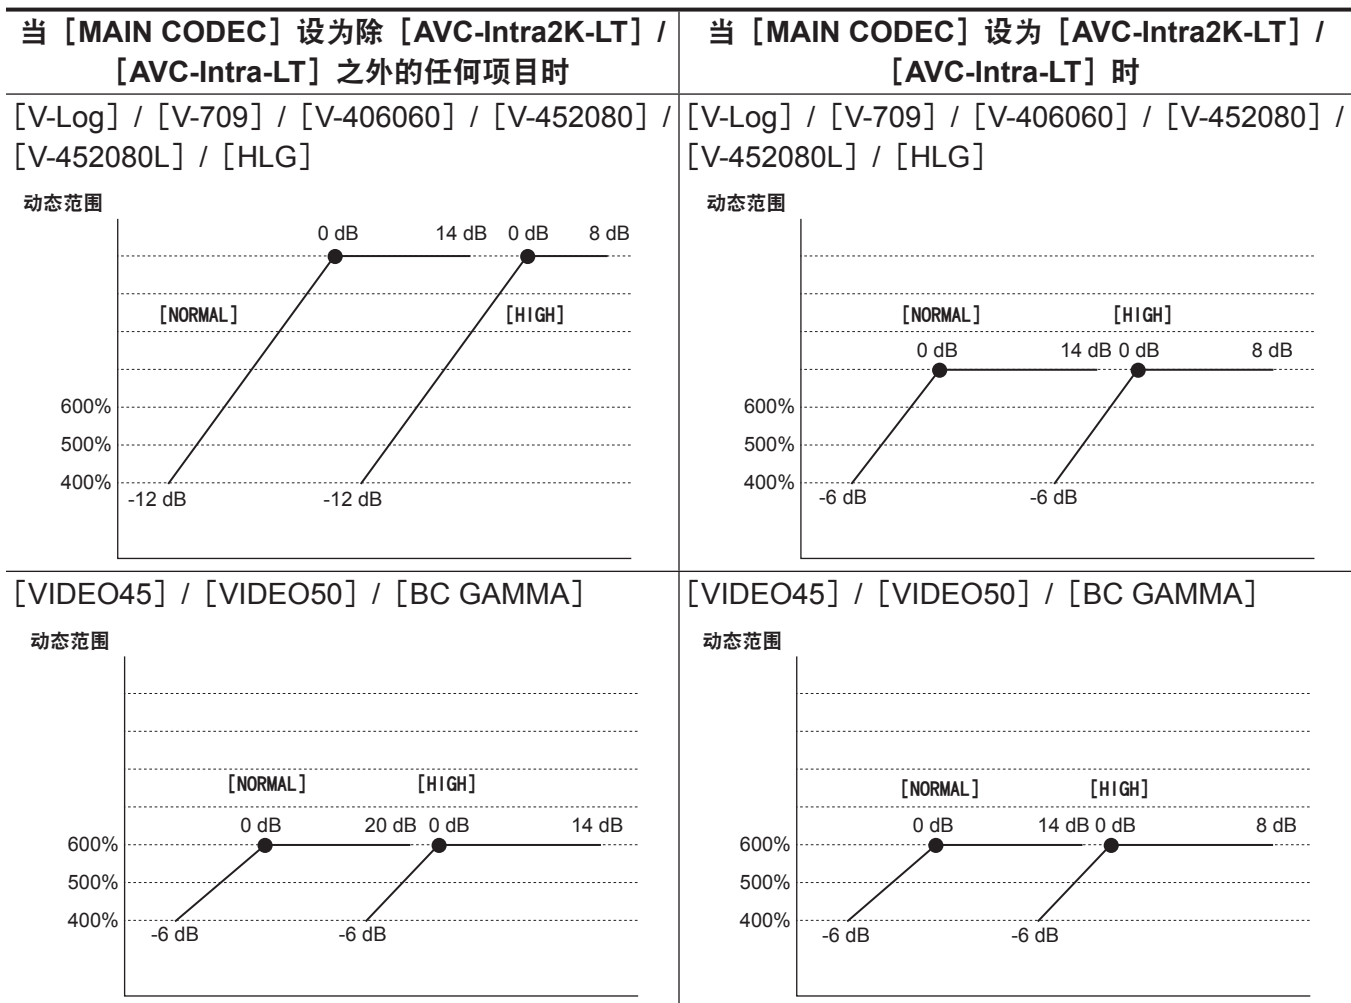 当［MAIN CODEC］设为除［AVC-Intra2K-LT］/
［AVC-Intra-LT］之外的任何项目时
当［MAIN CODEC］设为［AVC-Intra2K-LT］/
［AVC-Intra-LT］时
［V-Log］/［V-709］/［V-406060］/［V-452080］/
［V-452080L］/［HLG］
动态范围
0 dB 14 dB 0 dB 8 dB
［NORMAL］ ［HIGH］
600%
500%
400%
-12 dB -12 dB
［V-Log］/［V-709］/［V-406060］/［V-452080］/
［V-452080L］/［HLG］
动态范围
［NORMAL］ ［HIGH］
0 dB 14 dB 0 dB 8 dB
600%
500%
400%
-6 dB -6 dB
［VIDEO45］/［VIDEO50］/［BC GAMMA］
动态范围
［NORMAL］ ［HIGH］
0 dB 20 dB 0 dB 14 dB
600%
500%
400%
-6 dB -6 dB
［VIDEO45］/［VIDEO50］/［BC GAMMA］
动态范围
［NORMAL］ ［HIGH］
0 dB 14 dB 0 dB 8 dB
600%
500%
400%
-6 dB -6 dB